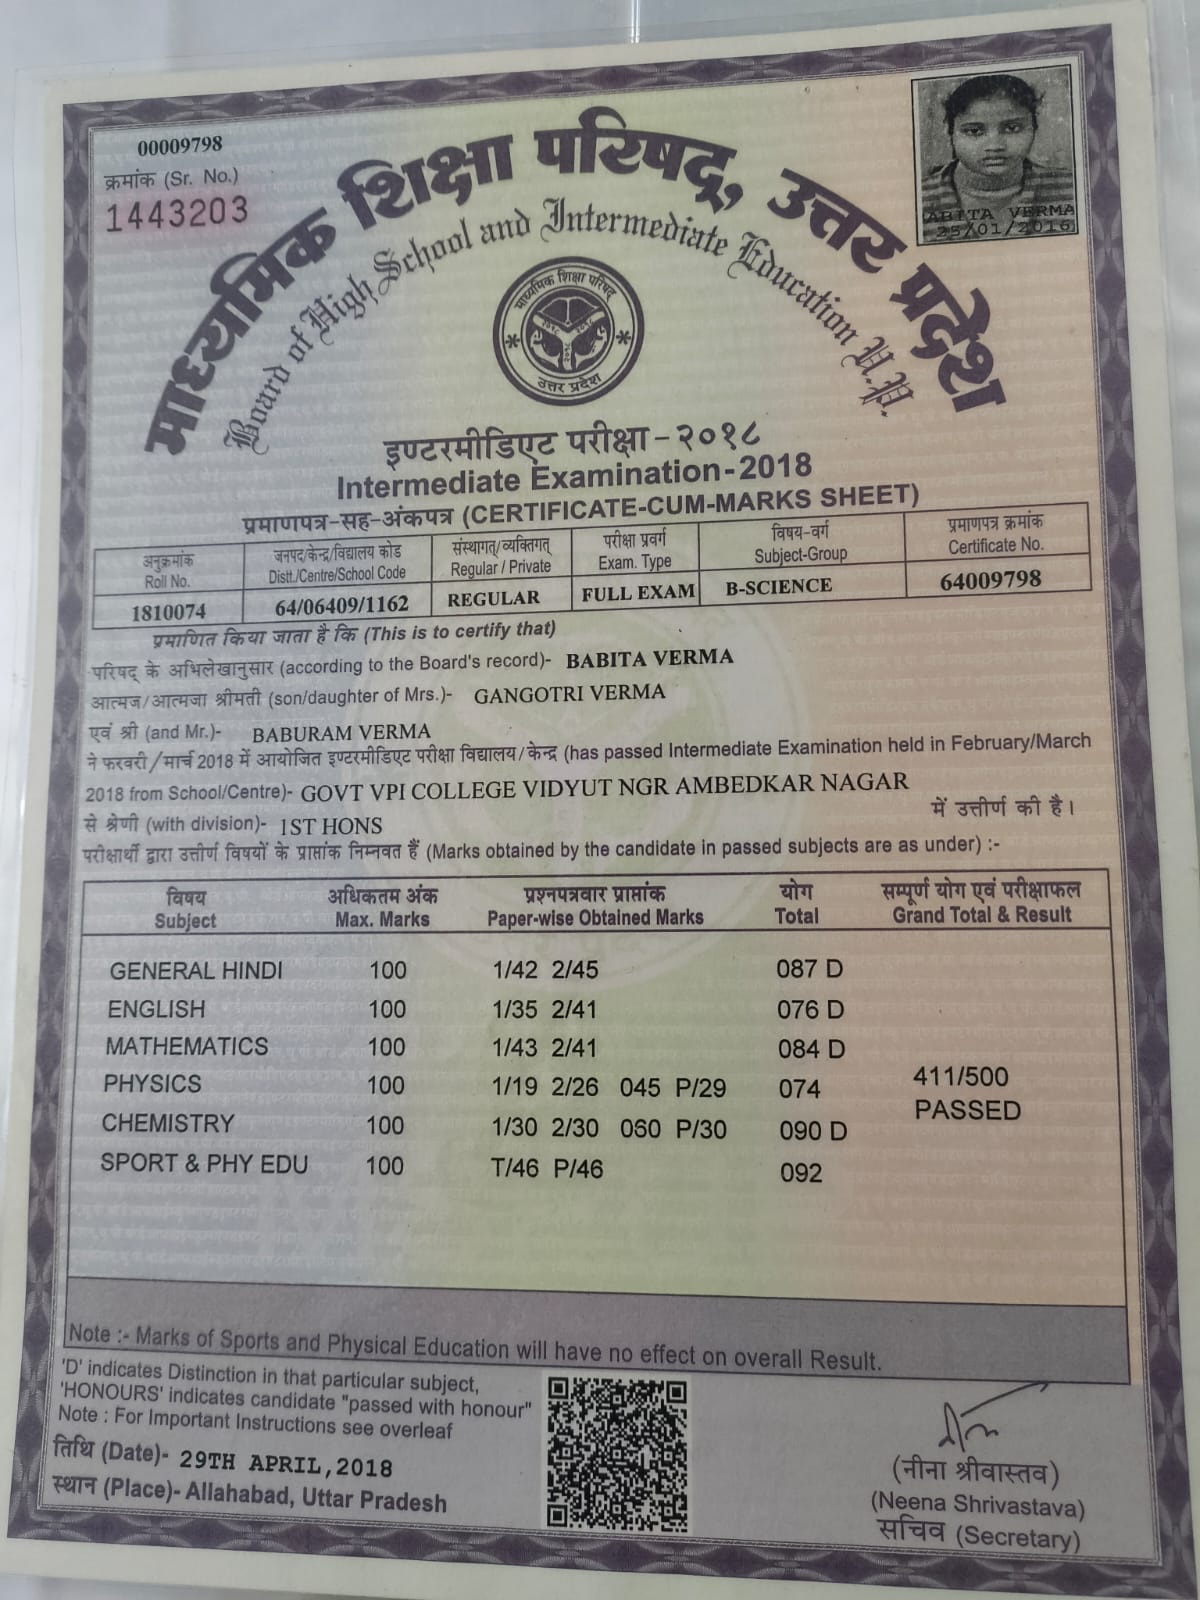 00009798
क्रमांक (Sr. No.)
1443203
ABITA VERMA
25/01/2016
माध्यमिक शिक्षा परिषद्, उत्तर प्रदेश
Board of High School and Intermediate Education U.P.
माध्यमिक शिक्षा परिषद्
उत्तर प्रदेश
इण्टरमीडिएट परीक्षा-२०१८
Intermediate Examination-2018
प्रमाणपत्र-सह-अंकपत्र (CERTIFICATE-CUM-MARKS SHEET)
अनुक्रमांक जनपद/केन्द्र/विद्यालय कोड संस्थागत/व्यक्तिगत् परीक्षा प्रवर्ग विषय-वर्ग प्रमाणपत्र क्रमांक
Roll No. Distt./Centre/School Code Regular / Private Exam. Type Subject-Group Certificate No.
1810074 64/06409/1162 REGULAR FULL EXAM B-SCIENCE 64009798
प्रमाणित किया जाता है कि (This is to certify that)
परिषद् के अभिलेखानुसार (according to the Board's record)- BABITA VERMA
आत्मज/आत्मजा श्रीमती (son/daughter of Mrs.)- GANGOTRI VERMA
एवं श्री (and Mr.)- BABURAM VERMA
ने फरवरी/मार्च 2018 में आयोजित इण्टरमीडिएट परीक्षा विद्यालय/केन्द्र (has passed Intermediate Examination held in February/March
2018 from School/Centre)- GOVT VPI COLLEGE VIDYUT NGR AMBEDKAR NAGAR
से श्रेणी (with division)- 1ST HONS में उत्तीर्ण की है।
परीक्षार्थी द्वारा उत्तीर्ण विषयों के प्राप्तांक निम्नवत हैं (Marks obtained by the candidate in passed subjects are as under) :-
विषय अधिकतम अंक प्रश्नपत्रवार प्राप्तांक योग सम्पूर्ण योग एवं परीक्षाफल
Subject Max. Marks Paper-wise Obtained Marks Total Grand Total & Result
GENERAL HINDI 100 1/42 2/45 087 D
ENGLISH 100 1/35 2/41 076 D
MATHEMATICS 100 1/43 2/41 084 D
PHYSICS 100 1/19 2/26 045 P/29 074 411/500
CHEMISTRY 100 1/30 2/30 060 P/30 090 D PASSED
SPORT & PHY EDU 100 T/46 P/46 092
Note :- Marks of Sports and Physical Education will have no effect on overall Result.
'D' indicates Distinction in that particular subject,
'HONOURS' indicates candidate "passed with honour"
Note : For Important Instructions see overleaf
तिथि (Date)- 29TH APRIL,2018
स्थान (Place)- Allahabad, Uttar Pradesh
(नीना श्रीवास्तव)
(Neena Shrivastava)
सचिव (Secretary)